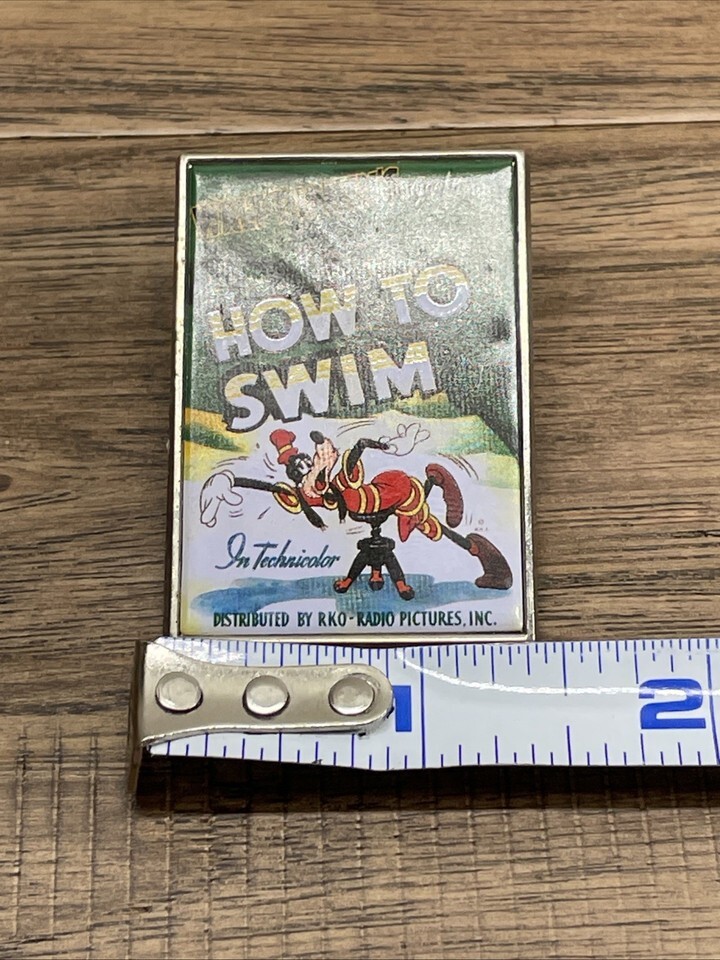 HOW TO
SWIM
In Technicolor
DISTRIBUTED BY RKO-RADIO PICTURES, INC.
1
2